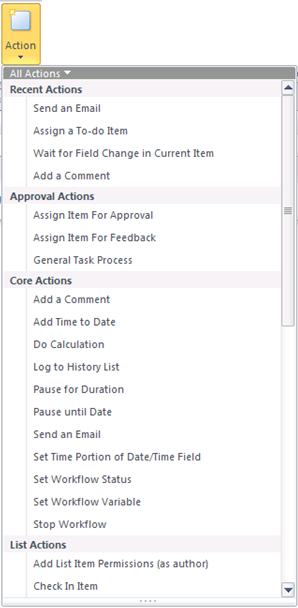 Action
All Actions
Recent Actions
Send an Email
Assign a To-do Item
Wait for Field Change in Current Item
Add a Comment
Approval Actions
Assign Item For Approval
Assign Item For Feedback
General Task Process
Core Actions
Add a Comment
Add Time to Date
Do Calculation
Log to History List
Pause for Duration
Pause until Date
Send an Email
Set Time Portion of Date/Time Field
Set Workflow Status
Set Workflow Variable
Stop Workflow
List Actions
Add List Item Permissions (as author)
Check In Item